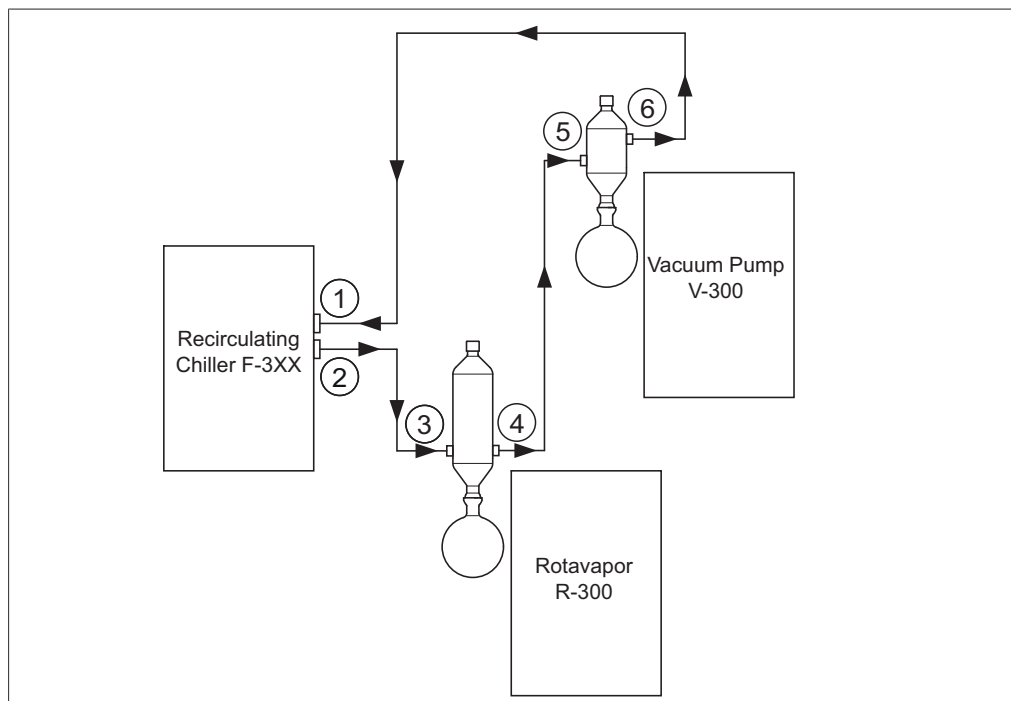 6
5
Vacuum Pump
V-300
1
Recirculating
Chiller F-3XX
2
3
4
Rotavapor
R-300